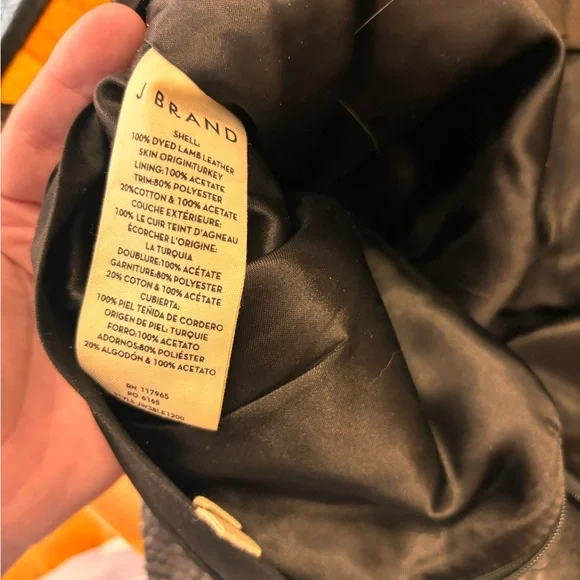 J BRAND
SHELL:
100% DYED LAMB LEATHER
SKIN ORIGIN:TURKEY
LINING:100% ACETATE
TRIM:80% POLYESTER
20%COTTON & 100% ACETATE
COUCHE EXTÉRIEURE:
100% LE CUIR TEINT D'AGNEAU
ÉCORCHER L'ORIGINE:
LA TURQUIA
DOUBLURE:100% ACÉTATE
GARNITURE:80% POLYESTER
20% COTON & 100% ACÉTATE
CUBIERTA:
100% PIEL TEÑIDA DE CORDERO
ORIGEN DE PIEL: TURQUIE
FORRO:100% ACETATO
ADORNOS:80% POLIÉSTER
20% ALGODÓN & 100% ACETATO
RN 117965
PO 6165
STYLE JW36LE1200